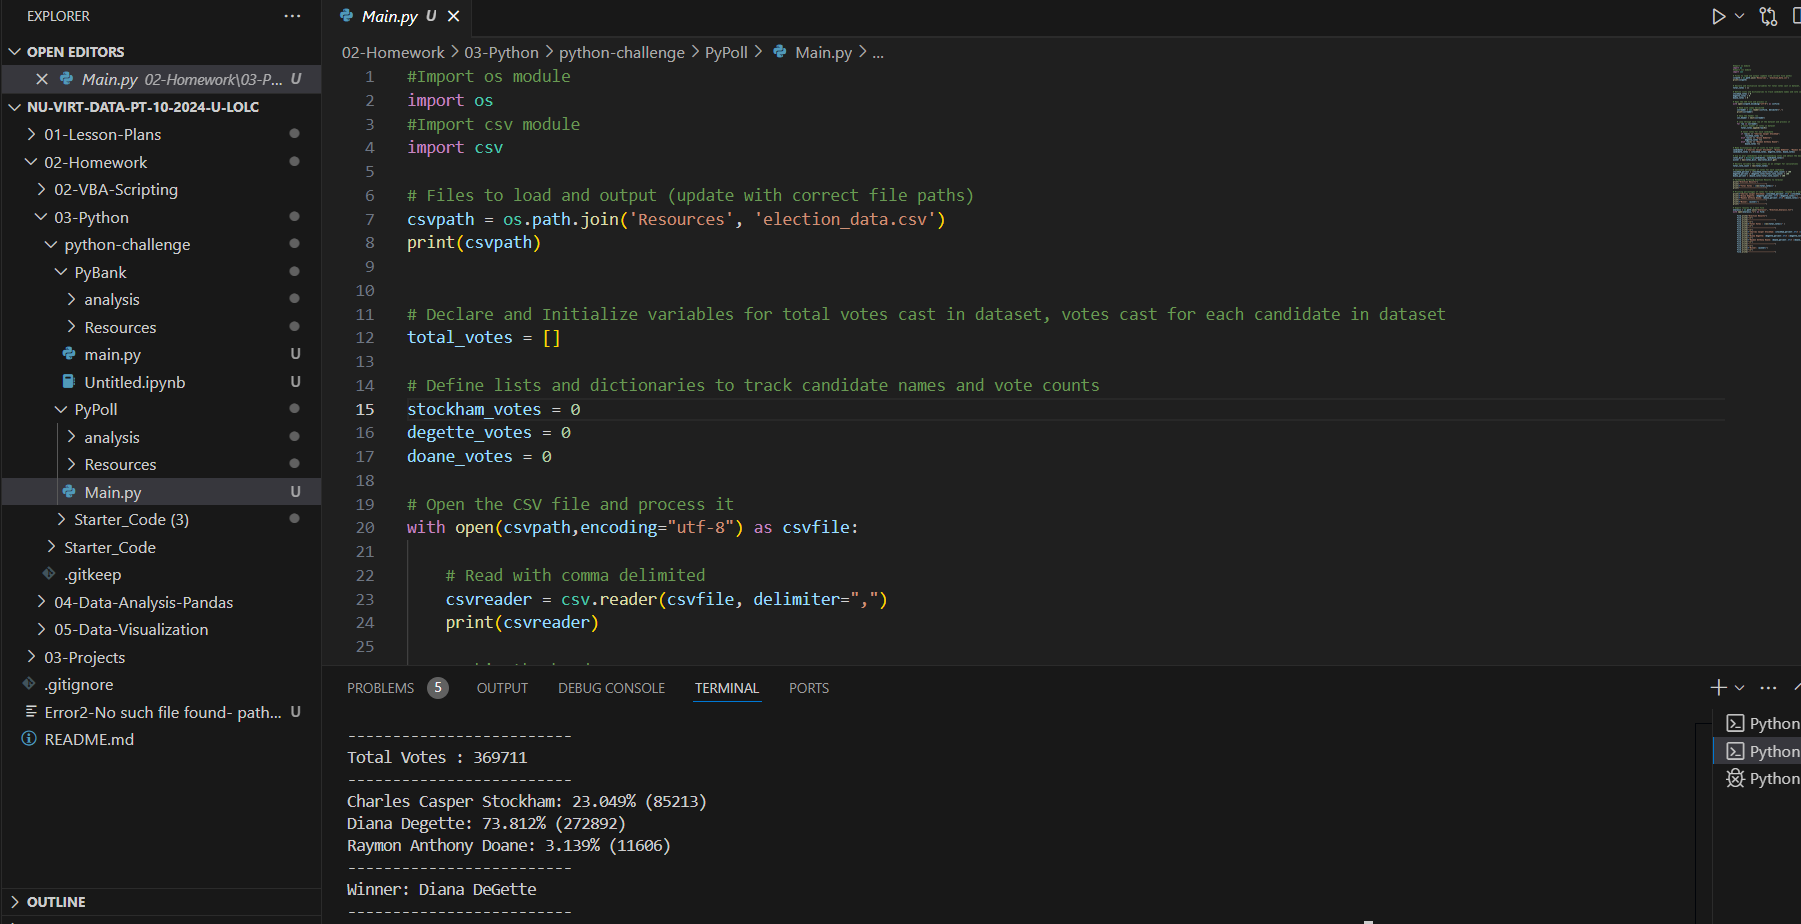 EXPLORER
OPEN EDITORS
Main.py 02-Homework\03-P... U
NU-VIRT-DATA-PT-10-2024-U-LOLC
01-Lesson-Plans
02-Homework
02-VBA-Scripting
03-Python
python-challenge
PyBank
analysis
Resources
main.py U
Untitled.ipynb U
PyPoll
analysis
Resources
Main.py U
Starter_Code (3)
Starter_Code
.gitkeep
04-Data-Analysis-Pandas
05-Data-Visualization
03-Projects
.gitignore
Error2-No such file found- path... U
README.md
OUTLINE
Main.py U
02-Homework > 03-Python > python-challenge > PyPoll > Main.py > ...
1 #Import os module
2 import os
3 #Import csv module
4 import csv
5
6 # Files to load and output (update with correct file paths)
7 csvpath = os.path.join('Resources', 'election_data.csv')
8 print(csvpath)
9
10
11 # Declare and Initialize variables for total votes cast in dataset, votes cast for each candidate in dataset
12 total_votes = []
13
14 # Define lists and dictionaries to track candidate names and vote counts
15 stockham_votes = 0
16 degette_votes = 0
17 doane_votes = 0
18
19 # Open the CSV file and process it
20 with open(csvpath,encoding="utf-8") as csvfile:
21
22 # Read with comma delimited
23 csvreader = csv.reader(csvfile, delimiter=",")
24 print(csvreader)
25
PROBLEMS 5 OUTPUT DEBUG CONSOLE TERMINAL PORTS
-------------------------
Total Votes : 369711
-------------------------
Charles Casper Stockham: 23.049% (85213)
Diana Degette: 73.812% (272892)
Raymon Anthony Doane: 3.139% (11606)
-------------------------
Winner: Diana DeGette
-------------------------
Python
Python
Python